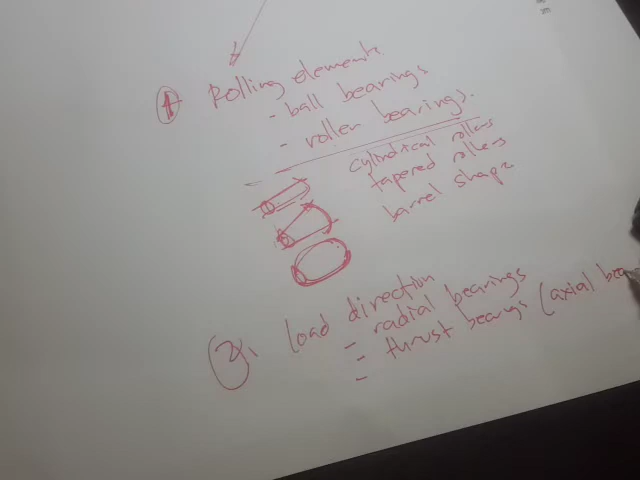 1 Rolling elements
- ball bearings
- roller bearings.
cylindrical rollers
tapered rollers
barrel shape
2. load direction
- radial bearings
- thrust bearings (axial bea
-